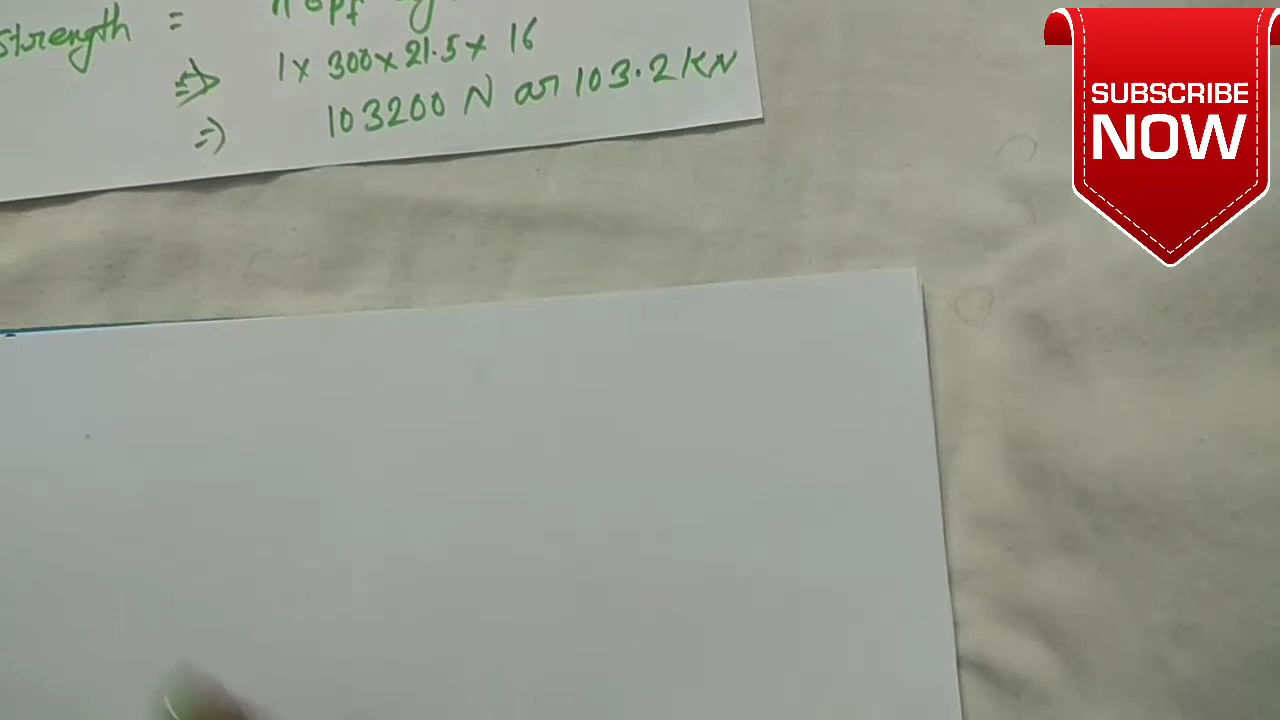 strength =
⇒ 1 x 300 x 21.5 x 16
⇒ 103200 N or 103.2 KN
SUBSCRIBE
NOW